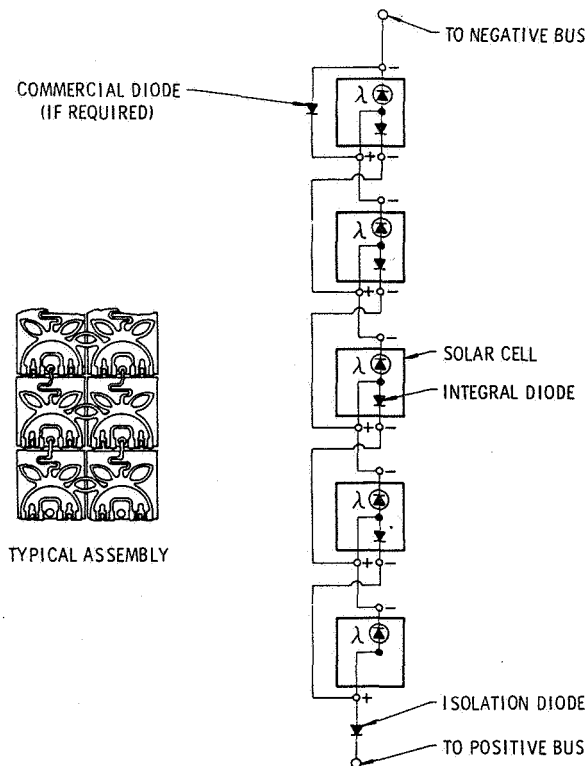 TO NEGATIVE BUS
COMMERCIAL DIODE
(IF REQUIRED)
λ
+ -
-
λ
+ -
-
λ
SOLAR CELL
INTEGRAL DIODE
+ -
-
λ
+ -
-
λ
+
TYPICAL ASSEMBLY
ISOLATION DIODE
TO POSITIVE BUS